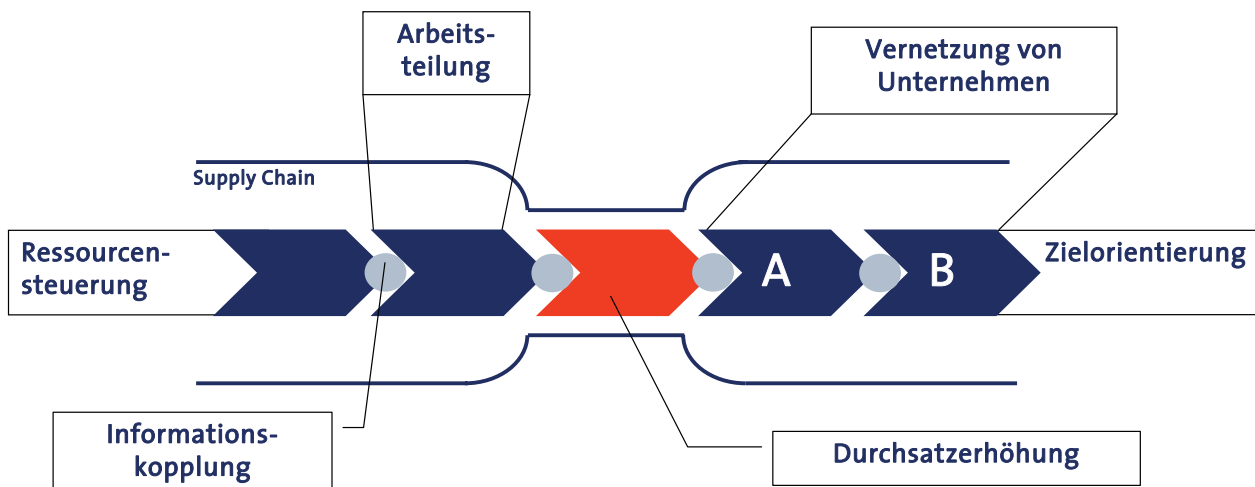 Arbeits-
teilung
Vernetzung von
Unternehmen
Supply Chain
Ressourcen-
steuerung
A
B
Zielorientierung
Informations-
kopplung
Durchsatzerhöhung